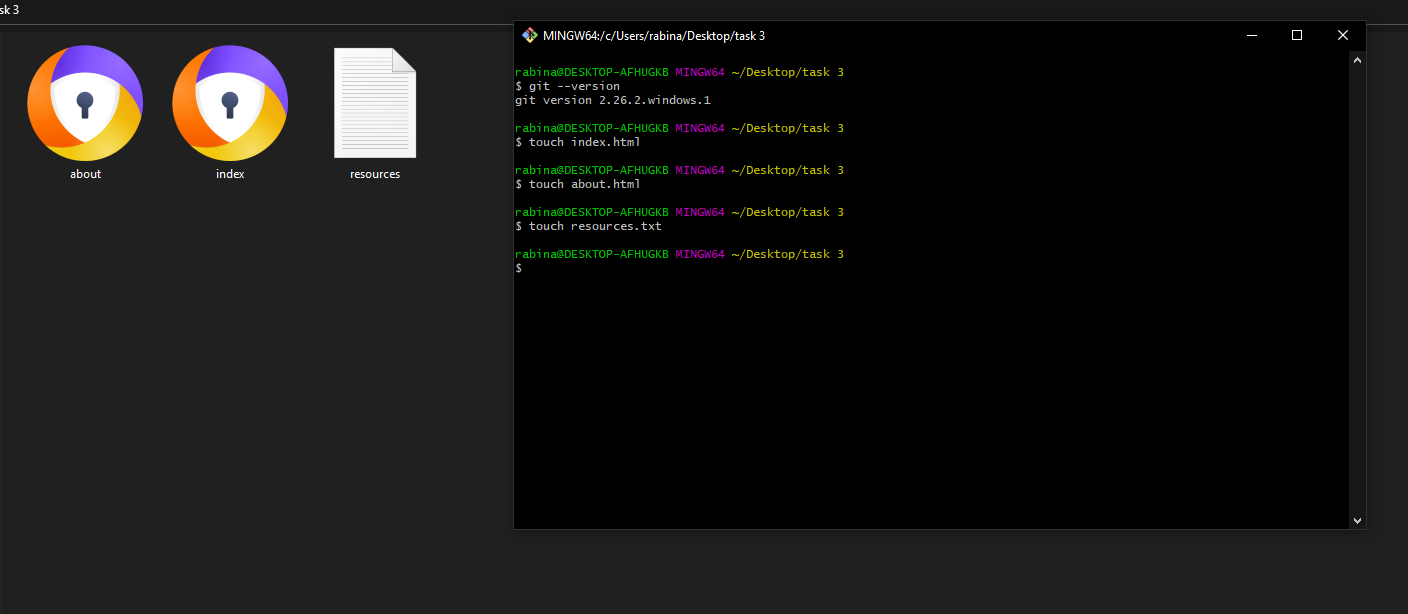 sk 3
about
index
resources
MINGW64:/c/Users/rabina/Desktop/task 3
rabina@DESKTOP-AFHUGKB MINGW64 ~/Desktop/task 3
$ git --version
git version 2.26.2.windows.1
rabina@DESKTOP-AFHUGKB MINGW64 ~/Desktop/task 3
$ touch index.html
rabina@DESKTOP-AFHUGKB MINGW64 ~/Desktop/task 3
$ touch about.html
rabina@DESKTOP-AFHUGKB MINGW64 ~/Desktop/task 3
$ touch resources.txt
rabina@DESKTOP-AFHUGKB MINGW64 ~/Desktop/task 3
$